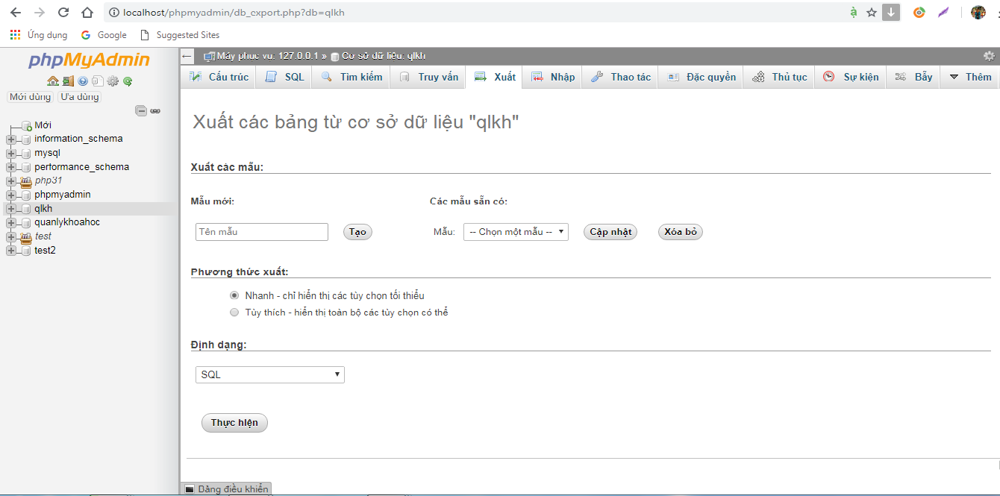 localhost/phpmyadmin/db_export.php?db=qlkh
Ứng dụng Google Suggested Sites
phpMyAdmin
Mới dùng Ưa dùng
Mới
information_schema
mysql
performance_schema
php31
phpmyadmin
qlkh
quanlykhoahoc
test
test2
Máy phục vụ: 127.0.0.1 » Cơ sở dữ liệu: qlkh
Cấu trúc SQL Tìm kiếm Truy vấn Xuất Nhập Thao tác Đặc quyền Thủ tục Sự kiện Bẫy Thêm
Xuất các bảng từ cơ sở dữ liệu "qlkh"
Xuất các mẫu:
Mẫu mới: Các mẫu sẵn có:
Tên mẫu Tạo Mẫu: -- Chọn một mẫu -- Cập nhật Xóa bỏ
Phương thức xuất:
Nhanh - chỉ hiển thị các tùy chọn tối thiểu
Tùy thích - hiển thị toàn bộ các tùy chọn có thể
Định dạng:
SQL
Thực hiện
Bảng điều khiển